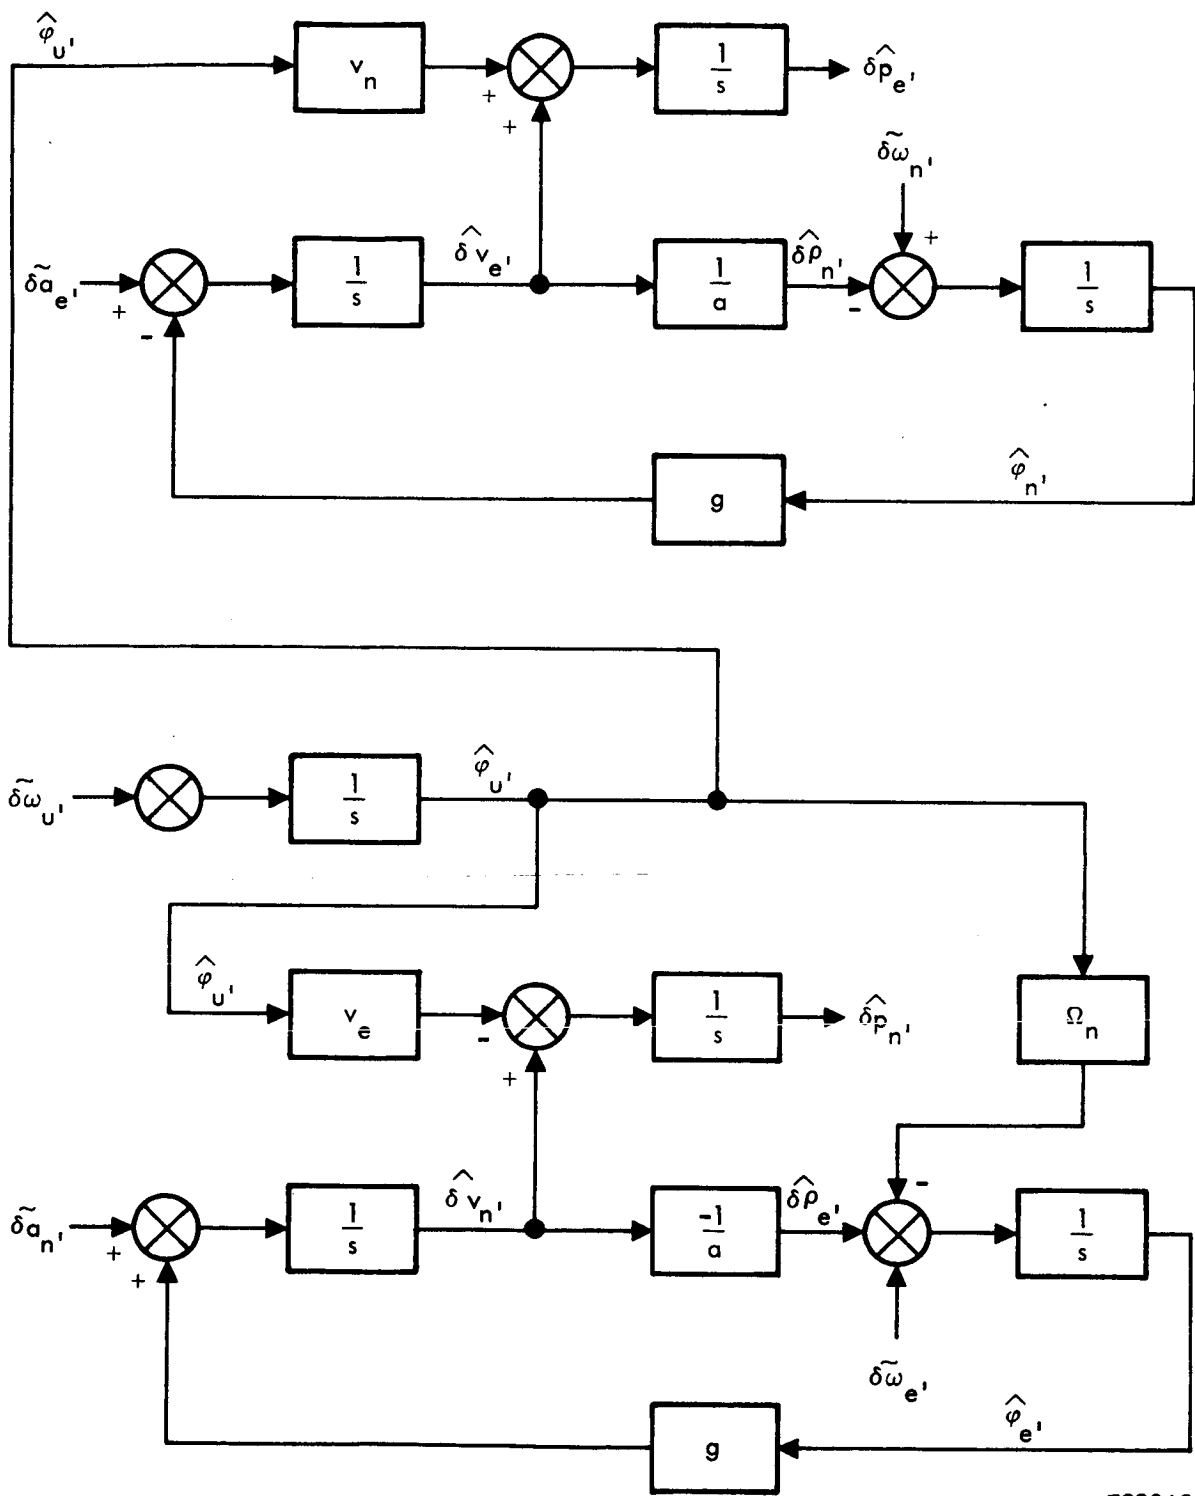 φ̂u'
vn
+
+
1/s
δp̂e'
δω̃n'
+
δãe'
+
-
1/s
δv̂e'
1/a
δρ̂n'
-
1/s
g
φ̂n'
δω̃u'
1/s
φ̂u'
φ̂u'
ve
-
+
1/s
δp̂n'
Ωn
δãn'
+
+
1/s
δv̂n'
-1/a
δρ̂e'
-
1/s
δω̃e'
g
φ̂e'